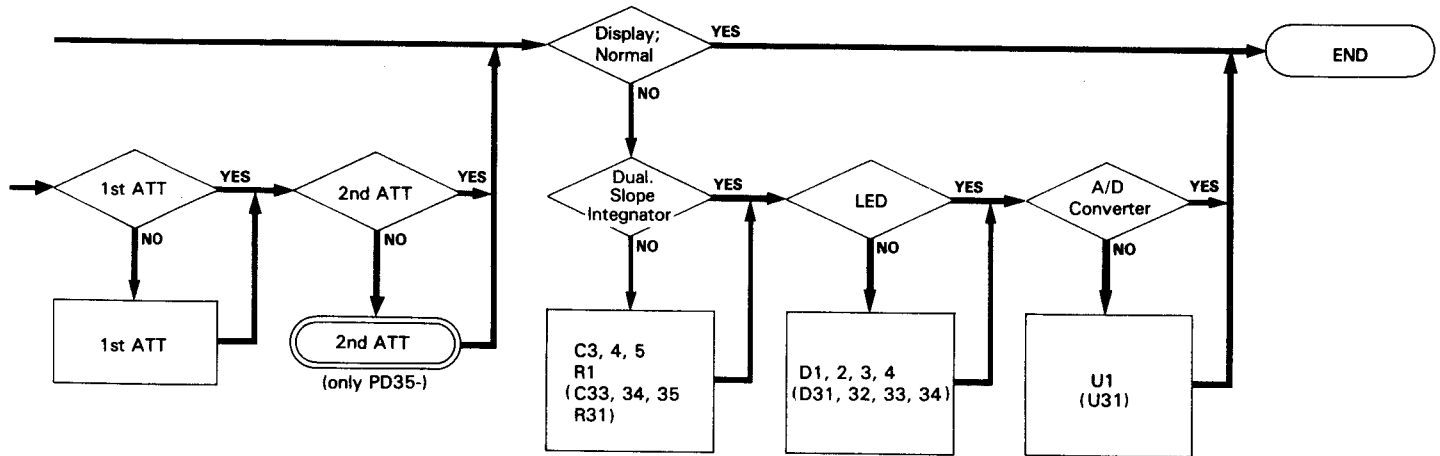 Display;
Normal
YES
NO
END
1st ATT
YES
NO
2nd ATT
YES
NO
1st ATT
2nd ATT
(only PD35-)
Dual.
Slope
Integnator
YES
NO
LED
YES
NO
A/D
Converter
YES
NO
C3, 4, 5
R1
(C33, 34, 35
R31)
D1, 2, 3, 4
(D31, 32, 33, 34)
U1
(U31)